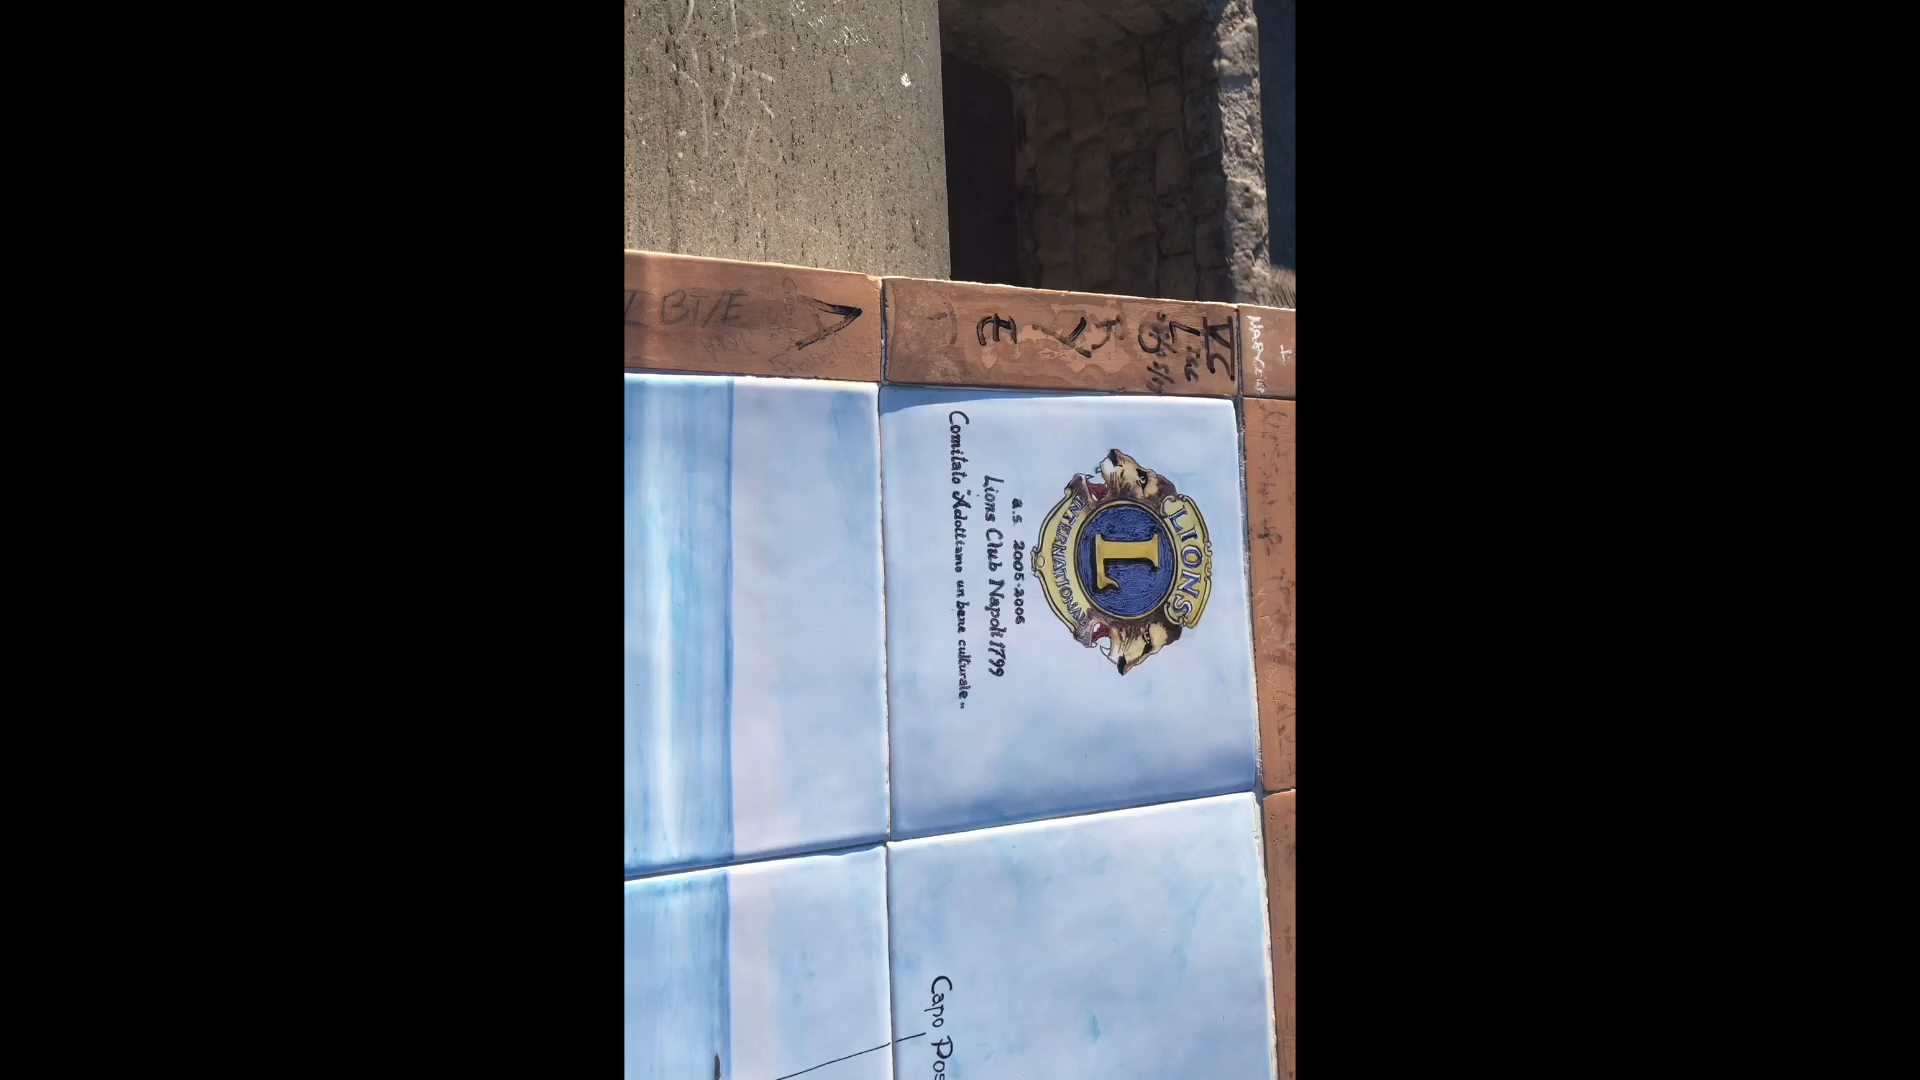 LIONS
L
INTERNATIONAL
a.s. 2005-2006
Lions Club Napoli 1799
Comitato "Adottiamo un bene culturale"
Capo Pos